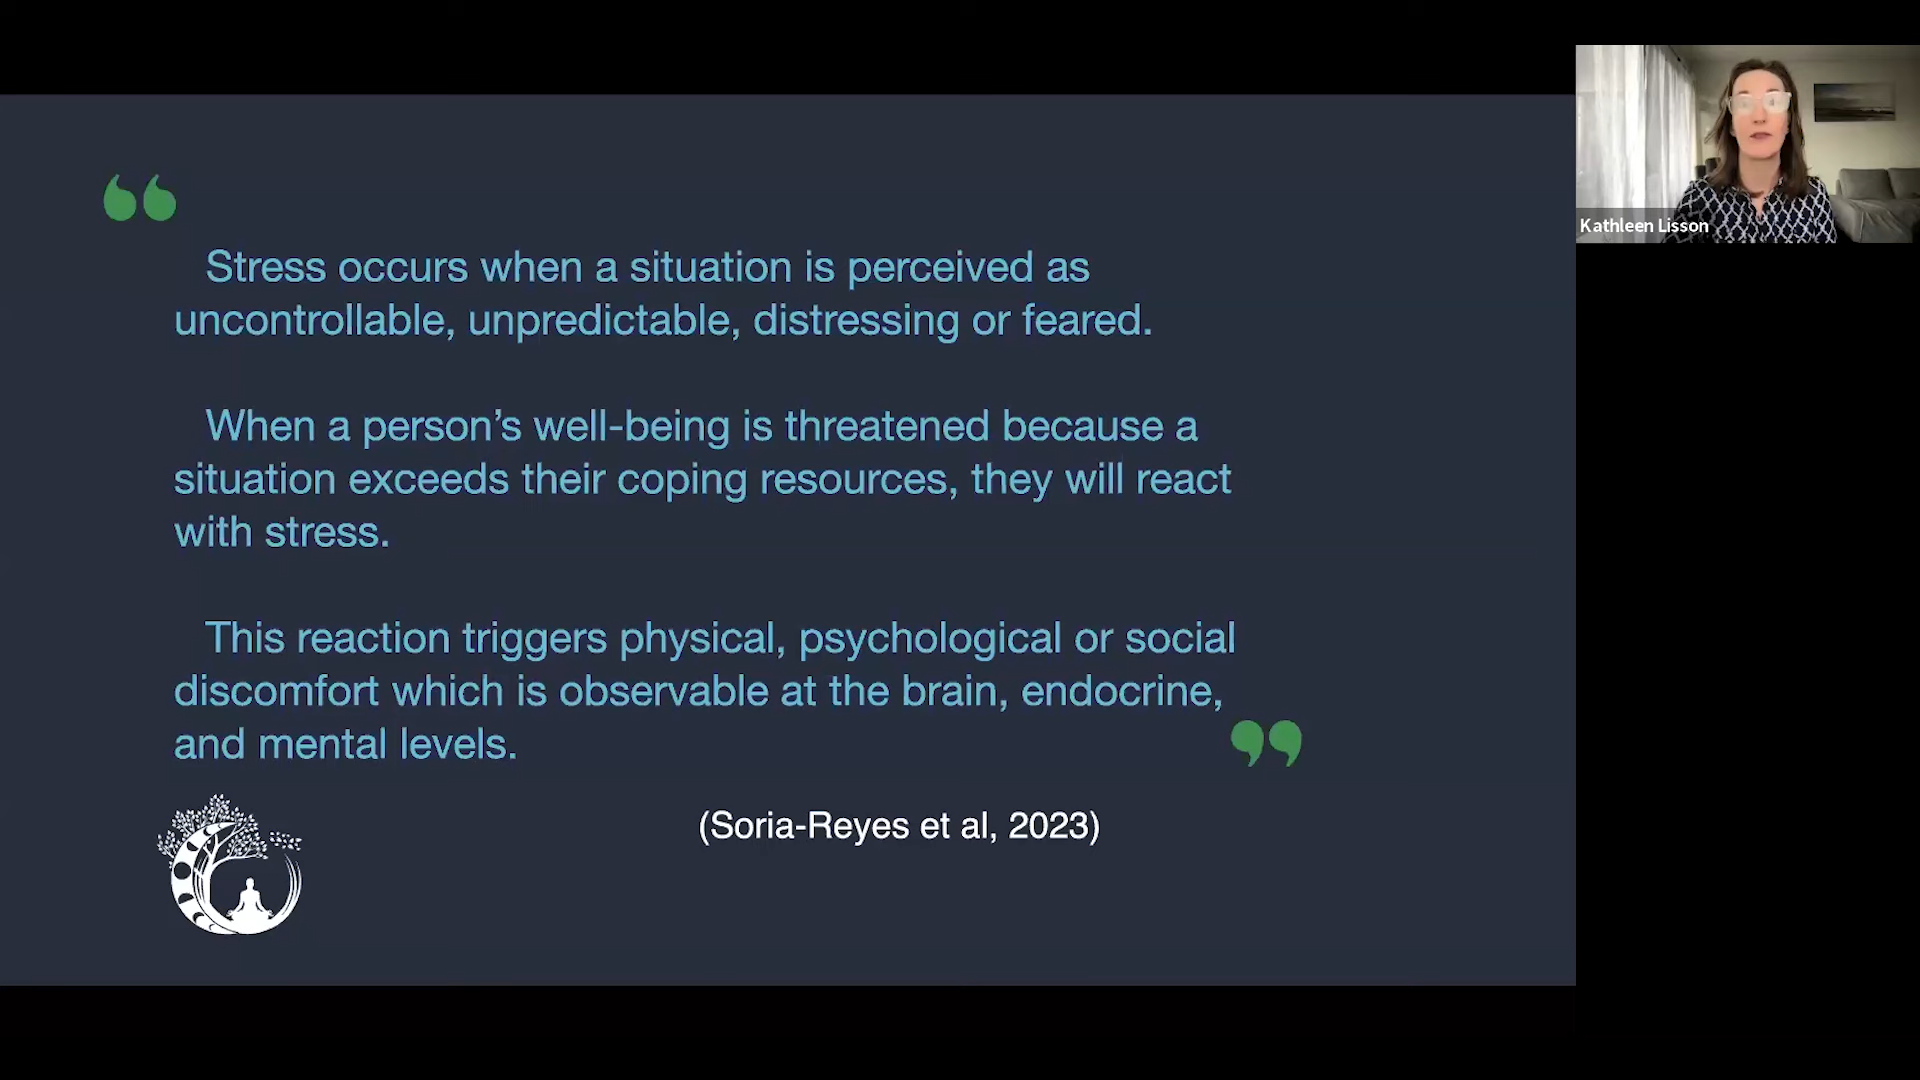 “
Stress occurs when a situation is perceived as
uncontrollable, unpredictable, distressing or feared.
When a person’s well-being is threatened because a
situation exceeds their coping resources, they will react
with stress.
This reaction triggers physical, psychological or social
discomfort which is observable at the brain, endocrine,
and mental levels.
”
(Soria-Reyes et al, 2023)
Kathleen Lisson